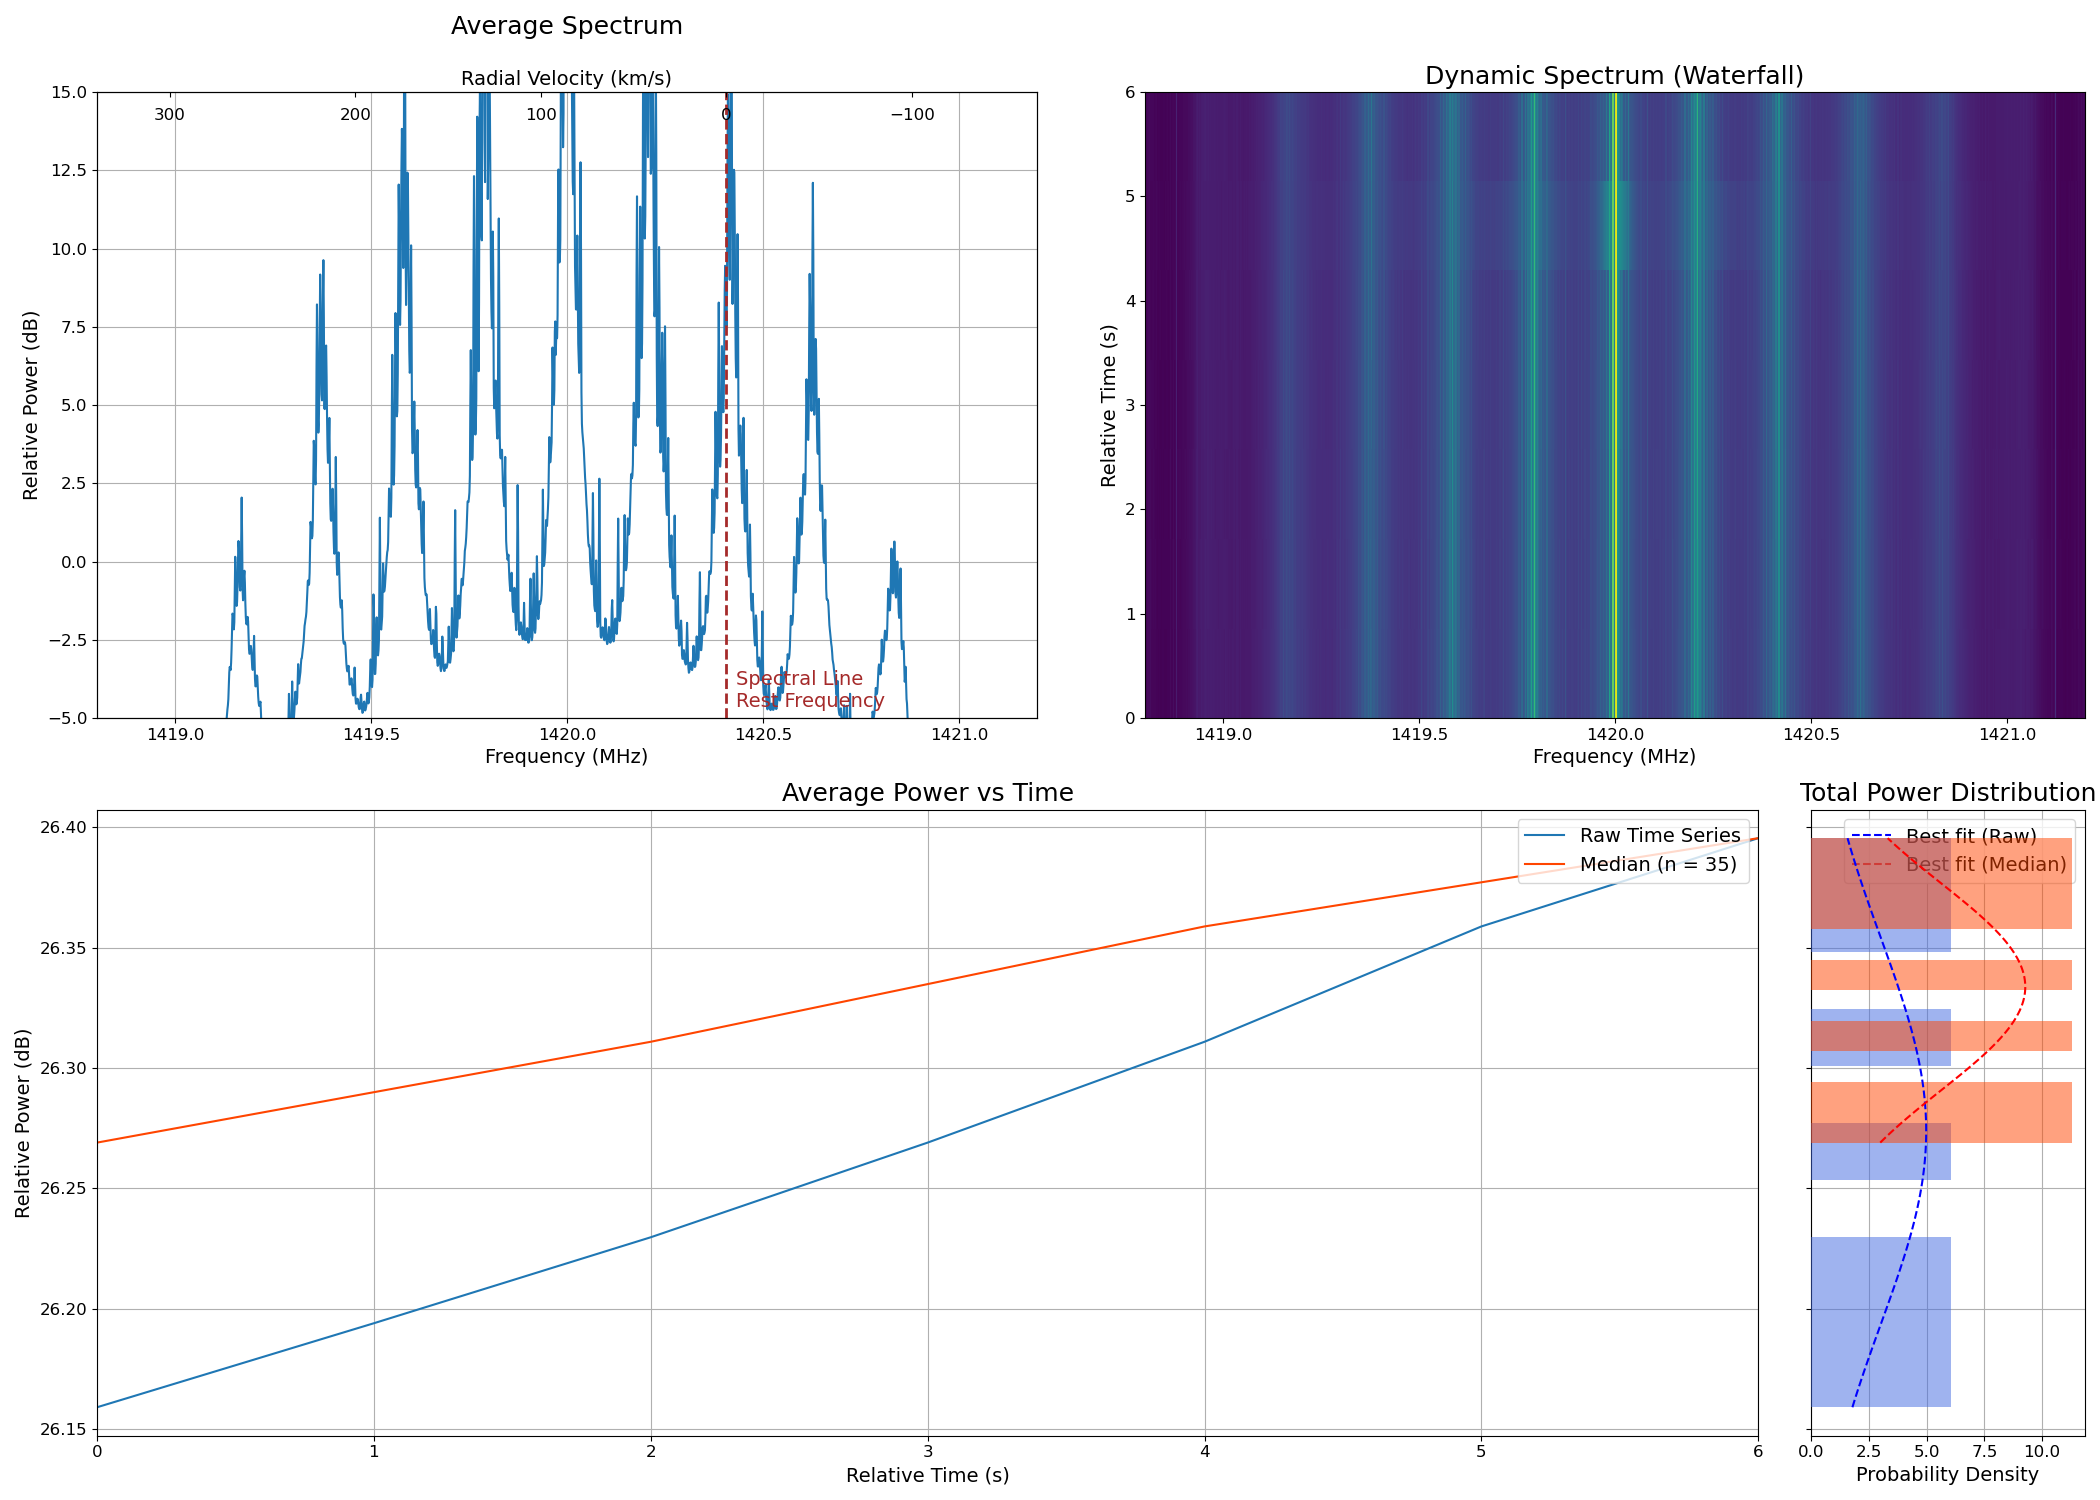 Average Spectrum
Radial Velocity (km/s)
300 200 100 0 −100
15.0
12.5
10.0
7.5
5.0
2.5
0.0
−2.5
−5.0
Relative Power (dB)
Spectral Line
Rest Frequency
1419.0 1419.5 1420.0 1420.5 1421.0
Frequency (MHz)
Dynamic Spectrum (Waterfall)
6
5
4
3
2
1
0
Relative Time (s)
1419.0 1419.5 1420.0 1420.5 1421.0
Frequency (MHz)
Average Power vs Time
26.40
26.35
26.30
26.25
26.20
26.15
Relative Power (dB)
Raw Time Series
Median (n = 35)
0 1 2 3 4 5 6
Relative Time (s)
Total Power Distribution
Best fit (Raw)
Best fit (Median)
0.0 2.5 5.0 7.5 10.0
Probability Density